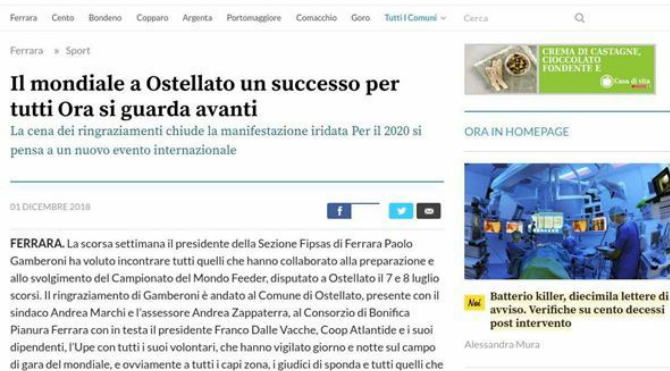 Ferrara Cento Bondeno Copparo Argenta Portomaggiore Comacchio Goro Tutti I Comuni Cerca
Ferrara » Sport
Il mondiale a Ostellato un successo per
tutti Ora si guarda avanti
La cena dei ringraziamenti chiude la manifestazione iridata Per il 2020 si
pensa a un nuovo evento internazionale
01 DICEMBRE 2018
f
FERRARA. La scorsa settimana il presidente della Sezione Fipsas di Ferrara Paolo
Gamberoni ha voluto incontrare tutti quelli che hanno collaborato alla preparazione e
allo svolgimento del Campionato del Mondo Feeder, disputato a Ostellato il 7 e 8 luglio
scorsi. Il ringraziamento di Gamberoni è andato al Comune di Ostellato, presente con il
sindaco Andrea Marchi e l'assessore Andrea Zappaterra, al Consorzio di Bonifica
Pianura Ferrara con in testa il presidente Franco Dalle Vacche, Coop Atlantide e i suoi
dipendenti, l'Upe con tutti i suoi volontari, che hanno vigilato giorno e notte sul campo
di gara del mondiale, e ovviamente a tutti i capi zona, i giudici di sponda e tutti quelli che
CREMA DI CASTAGNE,
CIOCCOLATO
FONDENTE E
Casa di vita
ORA IN HOMEPAGE
Noi
Batterio killer, diecimila lettere di
avviso. Verifiche su cento decessi
post intervento
Alessandra Mura